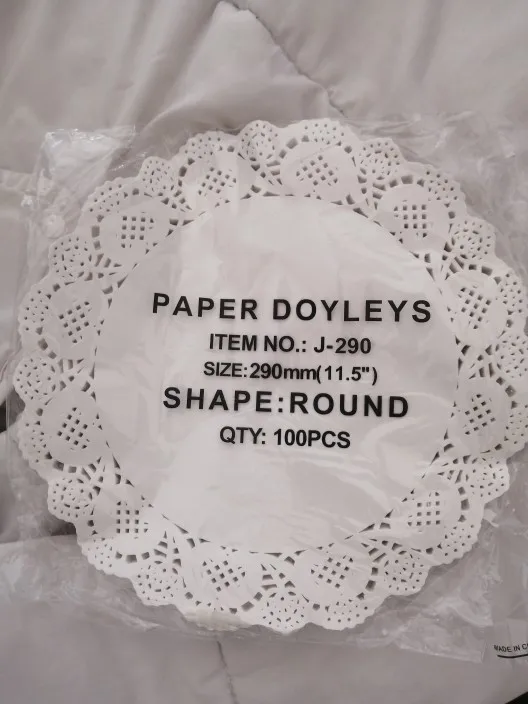 PAPER DOYLEYS
ITEM NO.: J-290
SIZE:290mm(11.5")
SHAPE:ROUND
QTY: 100PCS
MADE IN